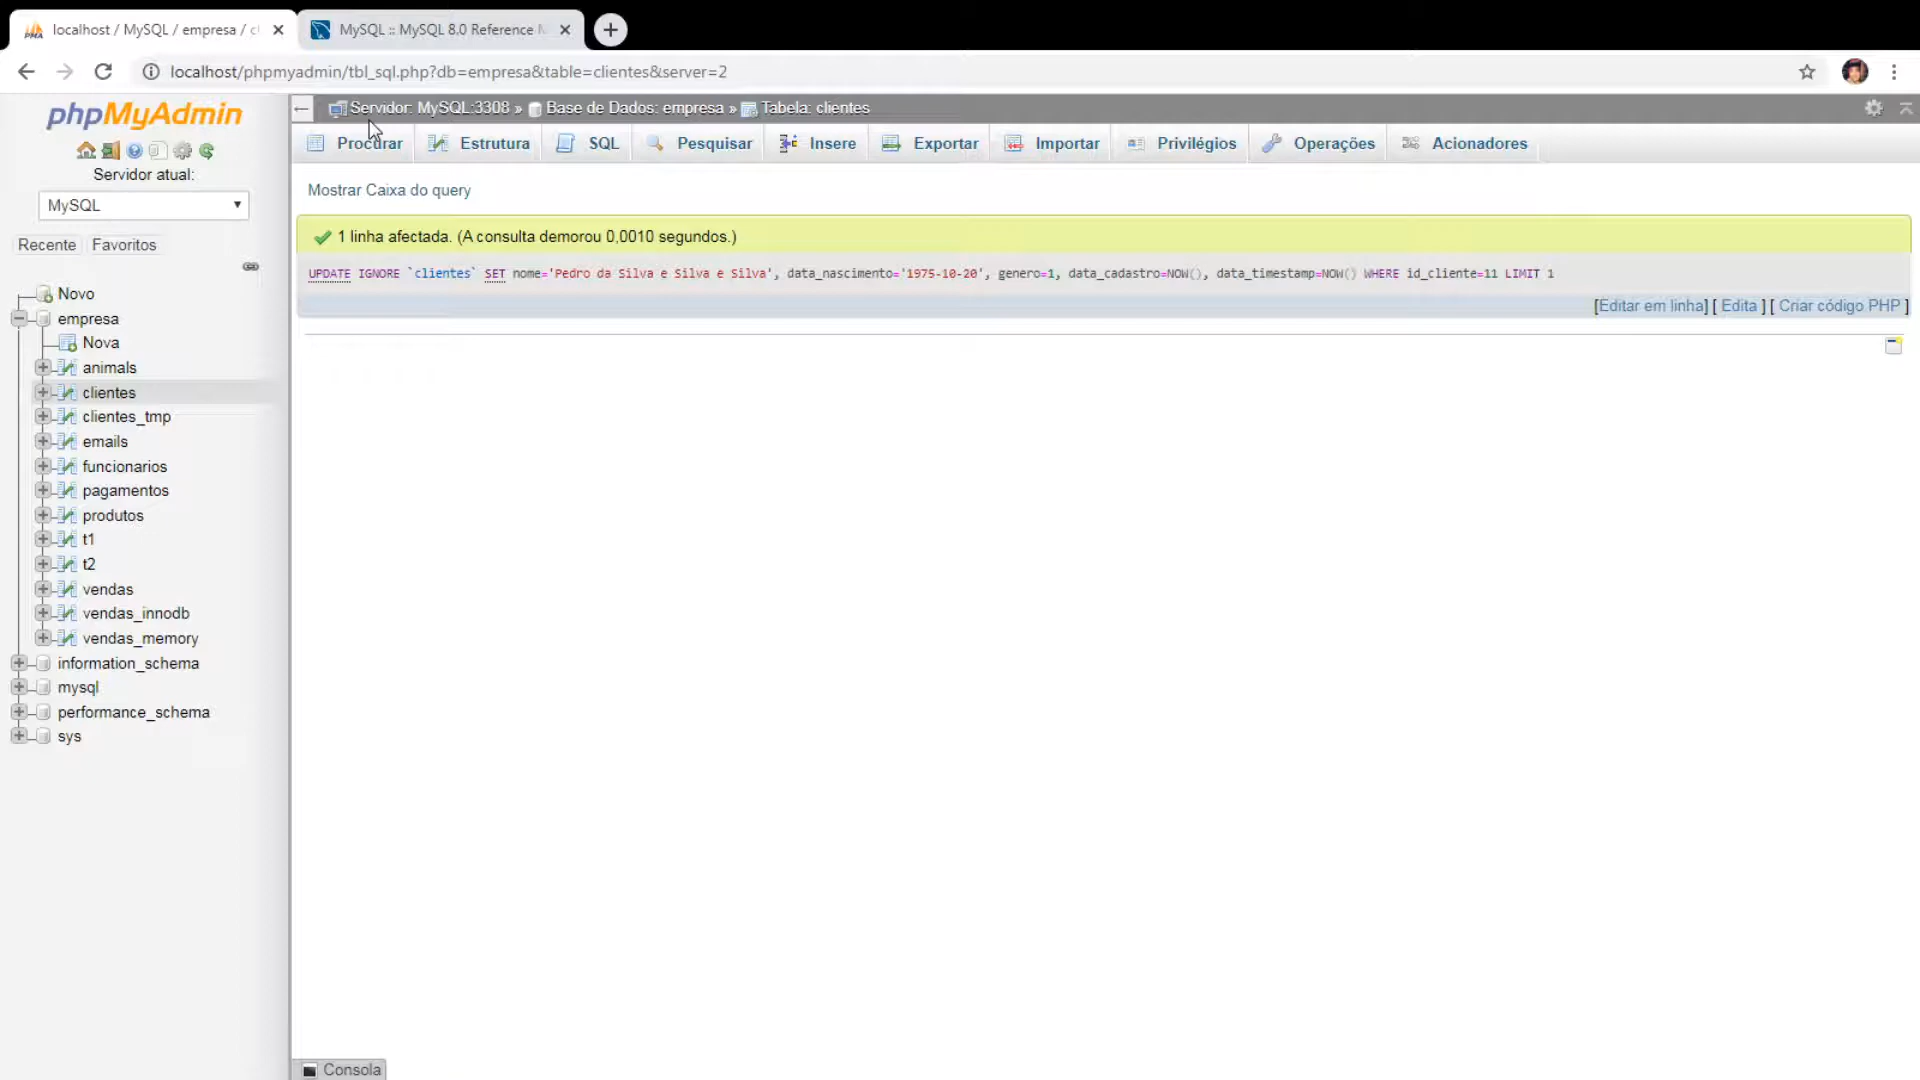 localhost / MySQL / empresa / cl
MySQL :: MySQL 8.0 Reference M
localhost/phpmyadmin/tbl_sql.php?db=empresa&table=clientes&server=2
phpMyAdmin
Servidor atual:
MySQL
Recente Favoritos
Novo
empresa
Nova
animals
clientes
clientes_tmp
emails
funcionarios
pagamentos
produtos
t1
t2
vendas
vendas_innodb
vendas_memory
information_schema
mysql
performance_schema
sys
Servidor: MySQL:3308 » Base de Dados: empresa » Tabela: clientes
Procurar Estrutura SQL Pesquisar Insere Exportar Importar Privilégios Operações Acionadores
Mostrar Caixa do query
1 linha afectada. (A consulta demorou 0,0010 segundos.)
UPDATE IGNORE `clientes` SET nome='Pedro da Silva e Silva e Silva', data_nascimento='1975-10-20', genero=1, data_cadastro=NOW(), data_timestamp=NOW() WHERE id_cliente=11 LIMIT 1
[Editar em linha] [ Edita ] [ Criar código PHP ]
Consola